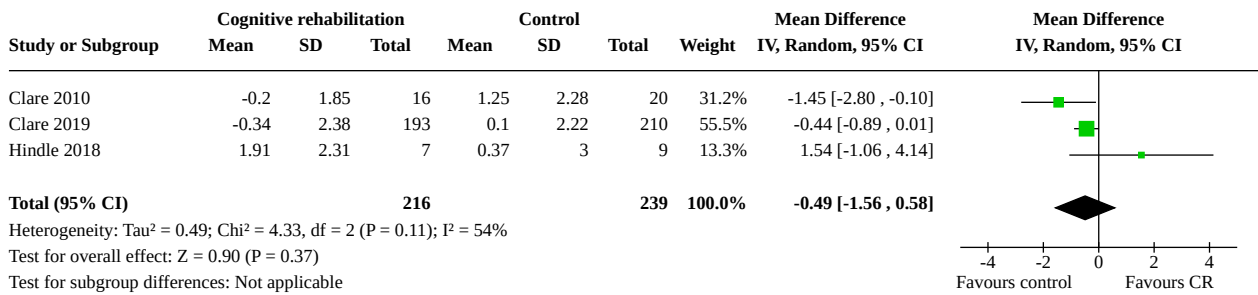 Cognitive rehabilitation Control Mean Difference Mean Difference
Study or Subgroup Mean SD Total Mean SD Total Weight IV, Random, 95% CI IV, Random, 95% CI
Clare 2010 -0.2 1.85 16 1.25 2.28 20 31.2% -1.45 [-2.80 , -0.10]
Clare 2019 -0.34 2.38 193 0.1 2.22 210 55.5% -0.44 [-0.89 , 0.01]
Hindle 2018 1.91 2.31 7 0.37 3 9 13.3% 1.54 [-1.06 , 4.14]
Total (95% CI) 216 239 100.0% -0.49 [-1.56 , 0.58]
Heterogeneity: Tau² = 0.49; Chi² = 4.33, df = 2 (P = 0.11); I² = 54%
Test for overall effect: Z = 0.90 (P = 0.37)
Test for subgroup differences: Not applicable
-4 -2 0 2 4
Favours control Favours CR